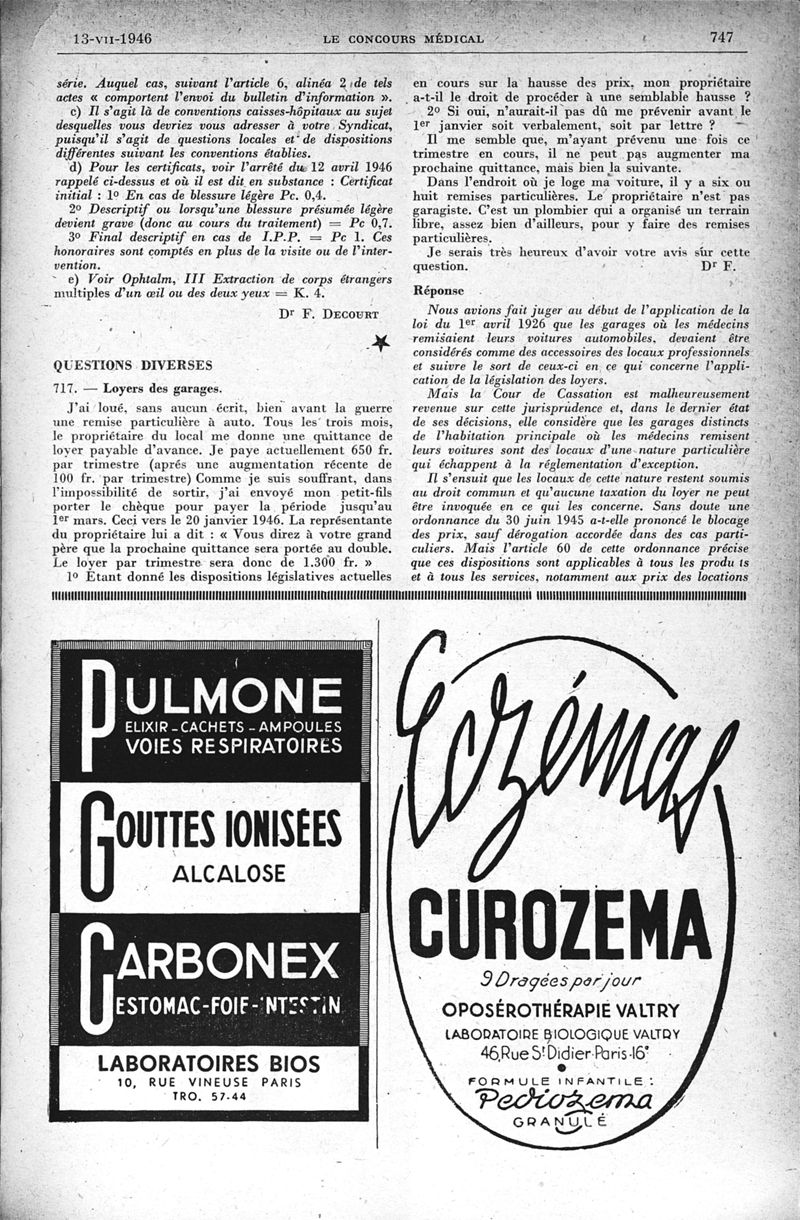 13-VII-1946
LE CONCOURS MÉDICAL
747
série. Auquel cas, suivant l'article 6, alinéa 2 de tels
actes « comportent l'envoi du bulletin d'information ».
c) Il s'agit là de conventions caisses-hôpitaux au sujet
desquelles vous devriez vous adresser à votre Syndicat,
puisqu'il s'agit de questions locales et de dispositions
différentes suivant les conventions établies.
d) Pour les certificats, voir l'arrêté du 12 avril 1946
rappelé ci-dessus et où il est dit en substance : Certificat
initial : 1º En cas de blessure légère Pc. 0,4.
2º Descriptif ou lorsqu'une blessure présumée légère
devient grave (donc au cours du traitement) = Pc 0,7.
3º Final descriptif en cas de I.P.P. = Pc 1. Ces
honoraires sont comptés en plus de la visite ou de l'inter-
vention.
e) Voir Ophtalm, III Extraction de corps étrangers
multiples d'un œil ou des deux yeux = K. 4.
Dr F. DECOURT
QUESTIONS DIVERSES
717. — Loyers des garages.
J'ai loué, sans aucun écrit, bien avant la guerre
une remise particulière à auto. Tous les trois mois,
le propriétaire du local me donne une quittance de
loyer payable d'avance. Je paye actuellement 650 fr.
par trimestre (aprés une augmentation récente de
100 fr. par trimestre) Comme je suis souffrant, dans
l'impossibilité de sortir, j'ai envoyé mon petit-fils
porter le chèque pour payer la période jusqu'au
1er mars. Ceci vers le 20 janvier 1946. La représentante
du propriétaire lui a dit : « Vous direz à votre grand
père que la prochaine quittance sera portée au double.
Le loyer par trimestre sera donc de 1.300 fr. »
1º Étant donné les dispositions législatives actuelles
en cours sur la hausse des prix, mon propriétaire
a-t-il le droit de procéder à une semblable hausse ?
2º Si oui, n'aurait-il pas dû me prévenir avant le
1er janvier soit verbalement, soit par lettre ?
Il me semble que, m'ayant prévenu une fois ce
trimestre en cours, il ne peut pas augmenter ma
prochaine quittance, mais bien la suivante.
Dans l'endroit où je loge ma voiture, il y a six ou
huit remises particulières. Le propriétaire n'est pas
garagiste. C'est un plombier qui a organisé un terrain
libre, assez bien d'ailleurs, pour y faire des remises
particulières.
Je serais très heureux d'avoir votre avis sur cette
question. Dr F.
Réponse
Nous avions fait juger au début de l'application de la
loi du 1er avril 1926 que les garages où les médecins
remisaient leurs voitures automobiles, devaient être
considérés comme des accessoires des locaux professionnels
et suivre le sort de ceux-ci en ce qui concerne l'appli-
cation de la législation des loyers.
Mais la Cour de Cassation est malheureusement
revenue sur cette jurisprudence et, dans le dernier état
de ses décisions, elle considère que les garages distincts
de l'habitation principale où les médecins remisent
leurs voitures sont des locaux d'une nature particulière
qui échappent à la réglementation d'exception.
Il s'ensuit que les locaux de cette nature restent soumis
au droit commun et qu'aucune taxation du loyer ne peut
être invoquée en ce qui les concerne. Sans doute une
ordonnance du 30 juin 1945 a-t-elle prononcé le blocage
des prix, sauf dérogation accordée dans des cas parti-
culiers. Mais l'article 60 de cette ordonnance précise
que ces dispositions sont applicables à tous les produ ts
et à tous les services, notamment aux prix des locations
PULMONE
ELIXIR - CACHETS - AMPOULES
VOIES RESPIRATOIRES
GOUTTES IONISÉES
ALCALOSE
CARBONEX
ESTOMAC-FOIE-INTESTIN
LABORATOIRES BIOS
10, RUE VINEUSE PARIS
TRO. 57-44
Eczémas
CUROZEMA
9 Dragées par jour
OPOSÉROTHÉRAPIE VALTRY
LABORATOIRE BIOLOGIQUE VALTRY
46, Rue St Didier-Paris-16e
FORMULE INFANTILE :
Pediozema
GRANULÉ